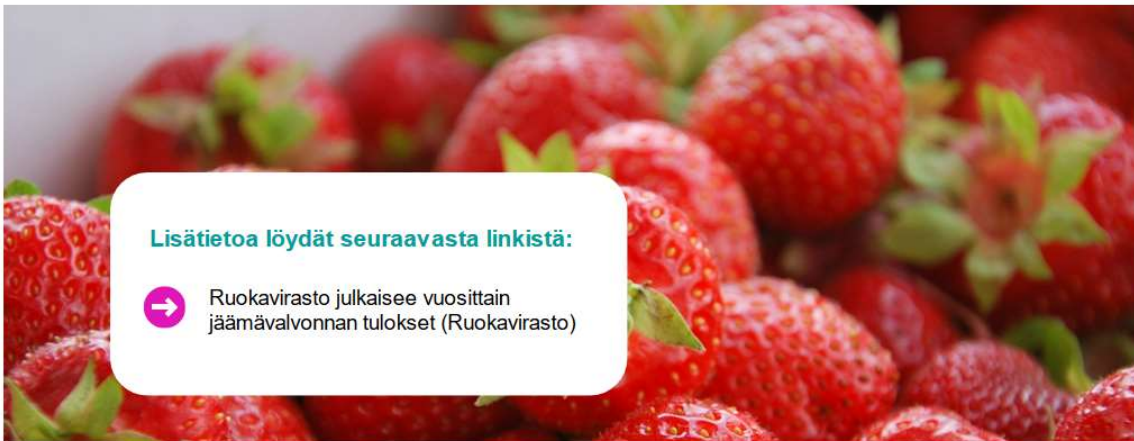 Lisätietoa löydät seuraavasta linkistä:
Ruokavirasto julkaisee vuosittain
jäämävalvonnan tulokset (Ruokavirasto)